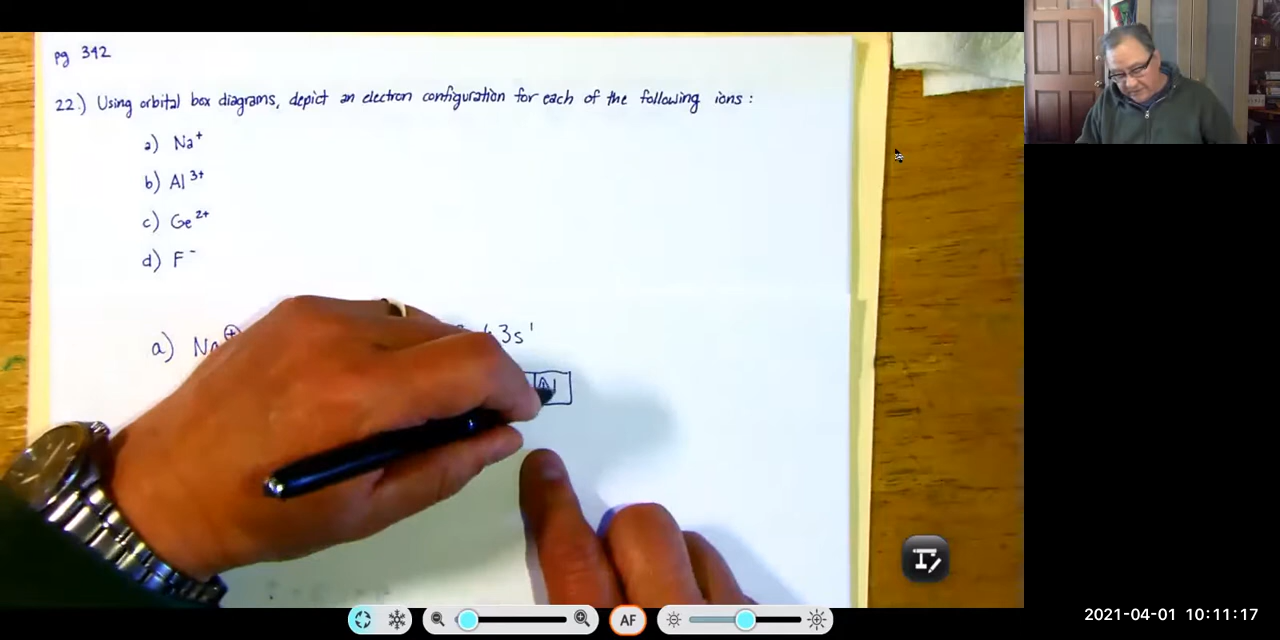 pg 342
22.) Using orbital box diagrams, depict an electron configuration for each of the following ions :
a) Na⁺
b) Al³⁺
c) Ge²⁺
d) F⁻
a) Na⊕ 3s¹
AF
2021-04-01 10:11:17